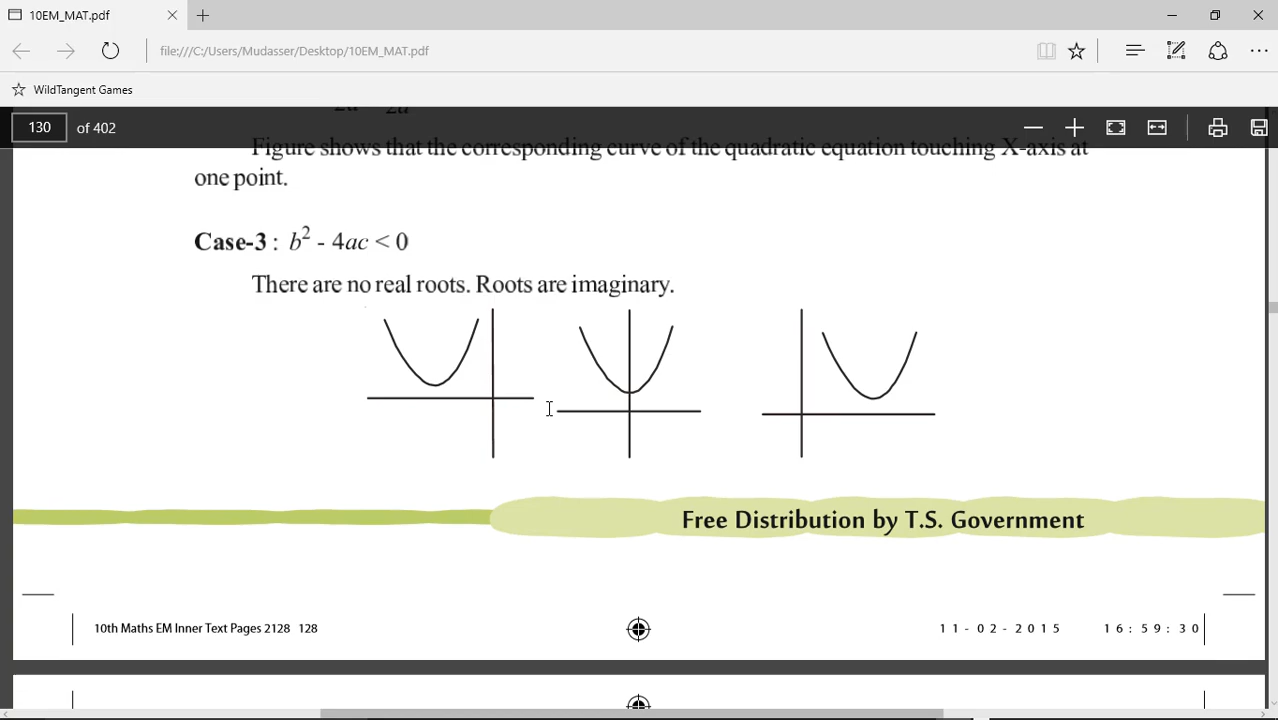 10EM_MAT.pdf
file:///C:/Users/Mudasser/Desktop/10EM_MAT.pdf
WildTangent Games
130 of 402
Figure shows that the corresponding curve of the quadratic equation touching X-axis at
one point.
Case-3 : b² - 4ac < 0
There are no real roots. Roots are imaginary.
Free Distribution by T.S. Government
10th Maths EM Inner Text Pages 2128 128
11-02-2015 16:59:30